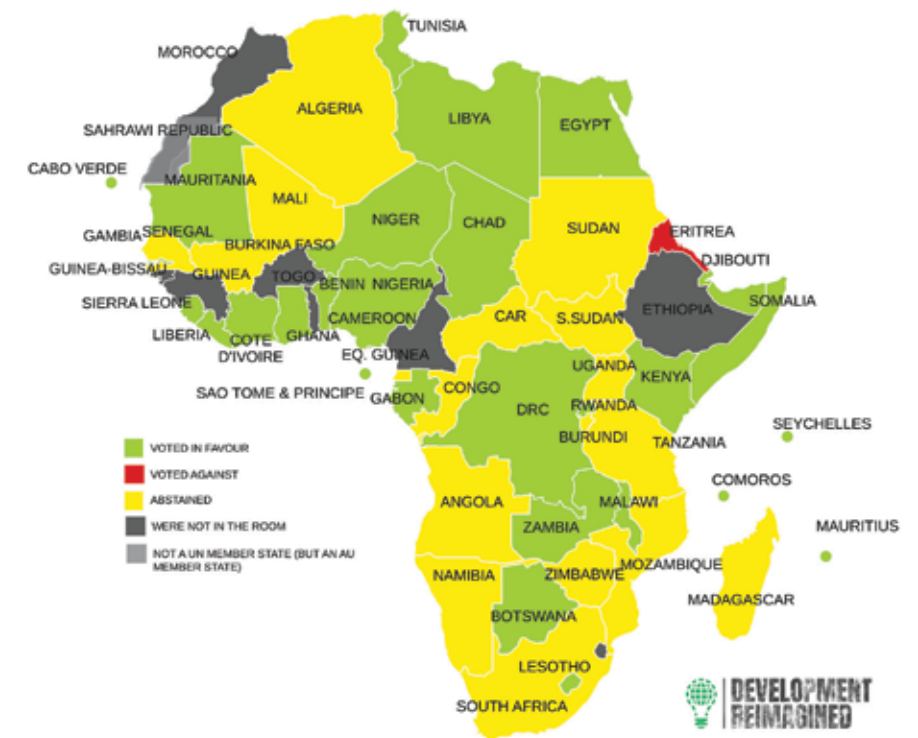 TUNISIA
MOROCCO
ALGERIA
LIBYA
EGYPT
SAHRAWI REPUBLIC
CABO VERDE
MAURITANIA
MALI
NIGER
CHAD
SUDAN
ERITREA
GAMBIA
SENEGAL
BURKINA FASO
DJIBOUTI
GUINEA-BISSAU
GUINEA
TOGO
BENIN
NIGERIA
ETHIOPIA
SOMALIA
SIERRA LEONE
CAMEROON
CAR
S.SUDAN
LIBERIA
COTE
D'IVOIRE
GHANA
EQ. GUINEA
UGANDA
KENYA
SAO TOME & PRINCIPE
GABON
CONGO
DRC
RWANDA
SEYCHELLES
BURUNDI
TANZANIA
VOTED IN FAVOUR
VOTED AGAINST
ABSTAINED
WERE NOT IN THE ROOM
NOT A UN MEMBER STATE (BUT AN AU
MEMBER STATE)
COMOROS
ANGOLA
MALAWI
ZAMBIA
MAURITIUS
NAMIBIA
ZIMBABWE
MOZAMBIQUE
MADAGASCAR
BOTSWANA
LESOTHO
SOUTH AFRICA
DEVELOPMENT
REIMAGINED